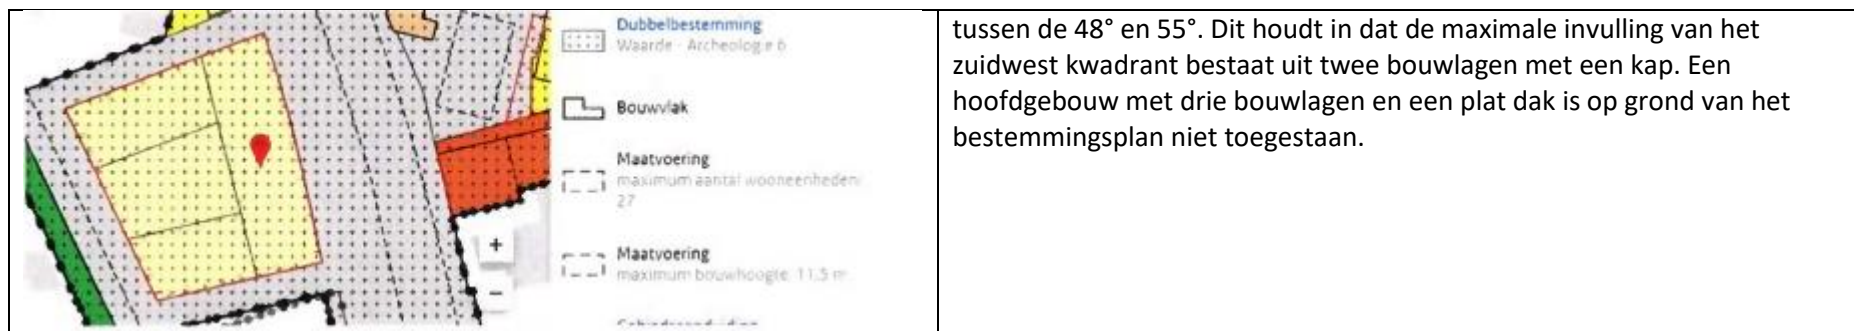 Dubbelbestemming
Waarde - Archeologie 6
Bouwvlak
Maatvoering
maximum aantal wooneenheden:
27
Maatvoering
maximum bouwhoogte: 11,5 m
+
−
tussen de 48° en 55°. Dit houdt in dat de maximale invulling van het
zuidwest kwadrant bestaat uit twee bouwlagen met een kap. Een
hoofdgebouw met drie bouwlagen en een plat dak is op grond van het
bestemmingsplan niet toegestaan.